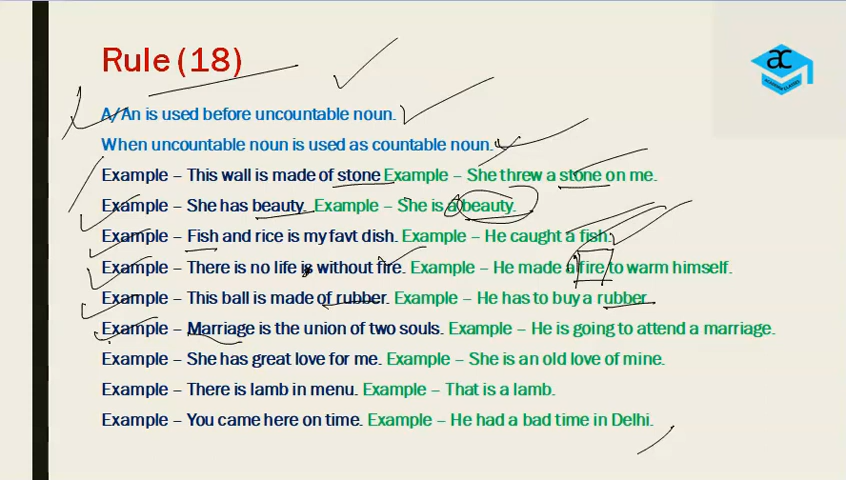 Rule (18)
ac
A/An is used before uncountable noun.
When uncountable noun is used as countable noun.
Example – This wall is made of stone Example – She threw a stone on me.
Example – She has beauty. Example – She is a beauty.
Example – Fish and rice is my favt dish. Example – He caught a fish.
Example – There is no life is without fire. Example – He made a fire to warm himself.
Example – This ball is made of rubber. Example – He has to buy a rubber.
Example – Marriage is the union of two souls. Example – He is going to attend a marriage.
Example – She has great love for me. Example – She is an old love of mine.
Example – There is lamb in menu. Example – That is a lamb.
Example – You came here on time. Example – He had a bad time in Delhi.